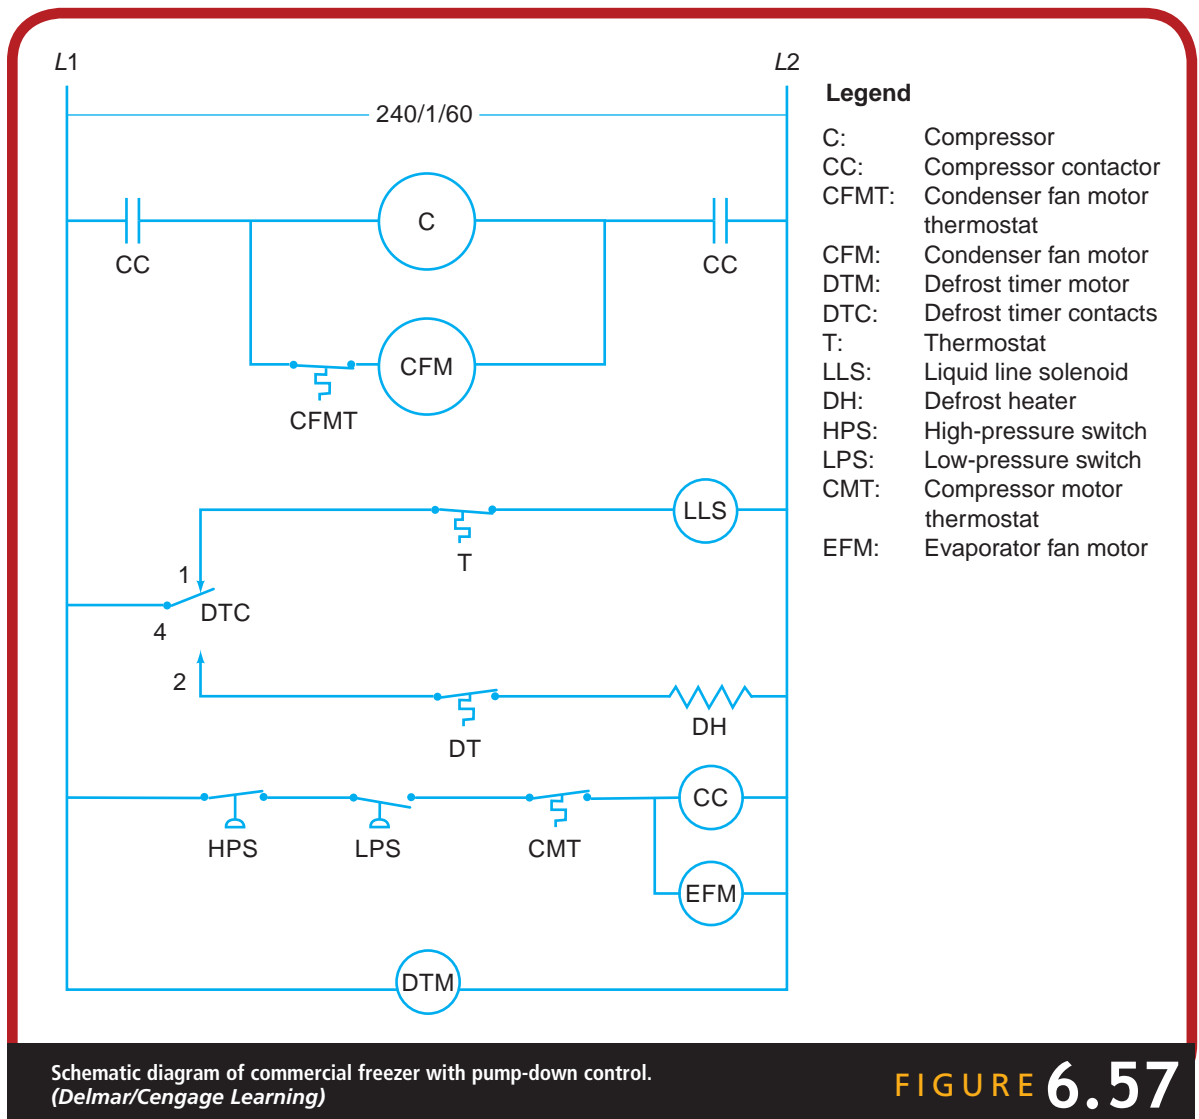 L1
L2
240/1/60
C
CC
CC
CFM
CFMT
LLS
T
1
DTC
4
2
DT
DH
HPS
LPS
CMT
CC
EFM
DTM
Legend
C: Compressor
CC: Compressor contactor
CFMT: Condenser fan motor
thermostat
CFM: Condenser fan motor
DTM: Defrost timer motor
DTC: Defrost timer contacts
T: Thermostat
LLS: Liquid line solenoid
DH: Defrost heater
HPS: High-pressure switch
LPS: Low-pressure switch
CMT: Compressor motor
thermostat
EFM: Evaporator fan motor
Schematic diagram of commercial freezer with pump-down control.
(Delmar/Cengage Learning)
FIGURE 6.57